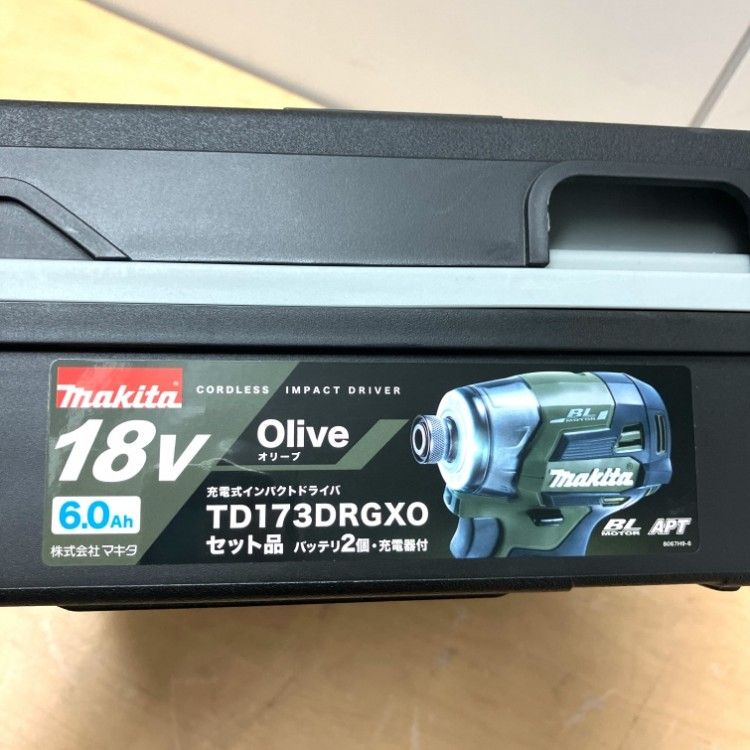 makita
CORDLESS IMPACT DRIVER
18V
Olive
オリーブ
6.0Ah
充電式インパクトドライバ
TD173DRGXO
セット品 バッテリ2個・充電器付
株式会社マキタ
BL
MOTOR
makita
BL
MOTOR
APT